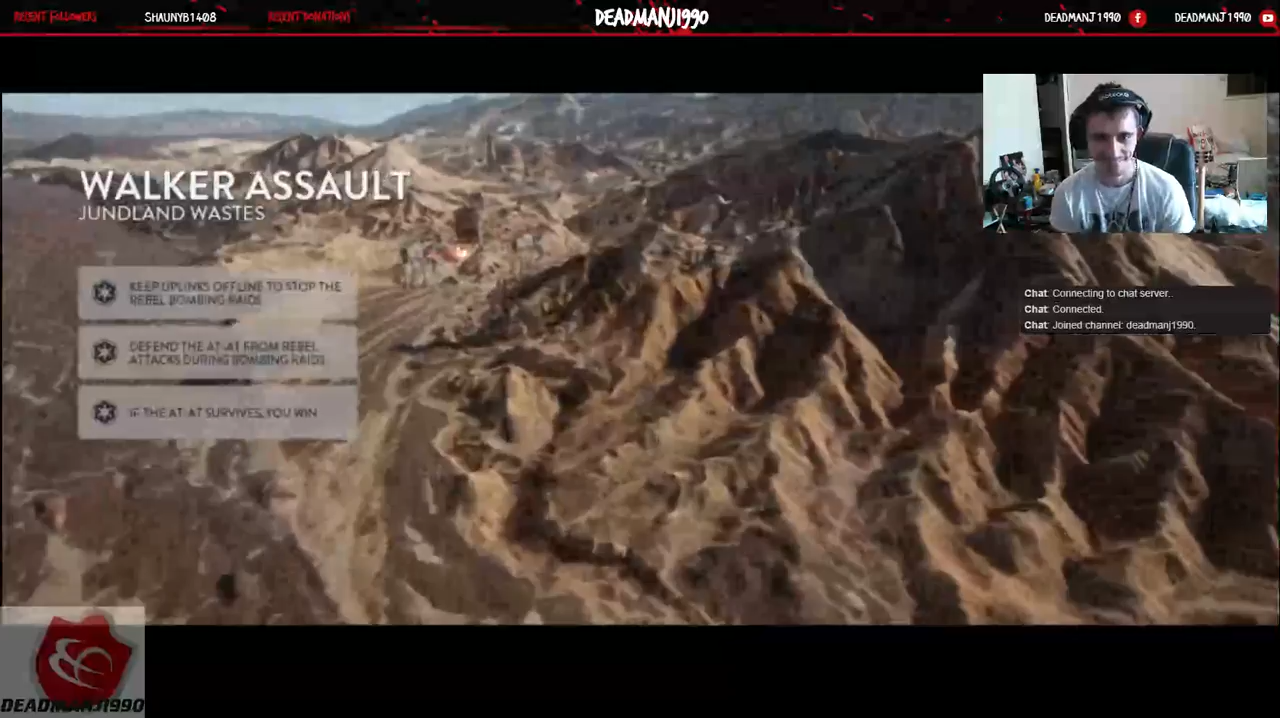 RECENT FOLLOWERS
SHAUNYB1408
RECENT DONATIONS
DEADMANJ1990
DEADMANJ1990
DEADMANJ1990
WALKER ASSAULT
JUNDLAND WASTES
KEEP UPLINKS OFFLINE TO STOP THE
REBEL BOMBING RAIDS
DEFEND THE AT-AT FROM REBEL
ATTACKS DURING BOMBING RAIDS
IF THE AT-AT SURVIVES, YOU WIN
Chat: Connecting to chat server..
Chat: Connected.
Chat: Joined channel: deadmanj1990.
DEADMANJ1990